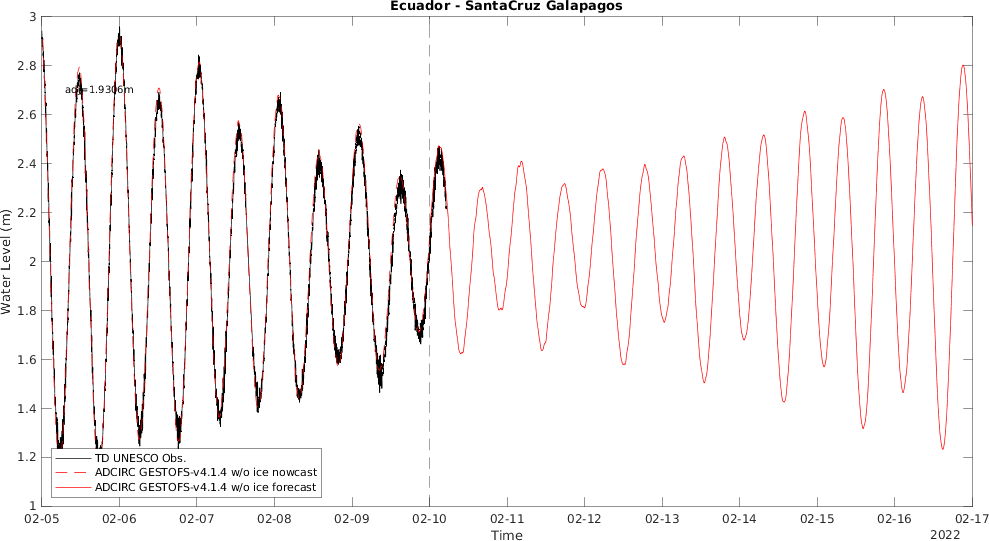 Ecuador - SantaCruz Galapagos
3
2.8
2.6
2.4
2.2
2
1.8
1.6
1.4
1.2
1
Water Level (m)
adj=1.9306m
TD UNESCO Obs.
ADCIRC GESTOFS-v4.1.4 w/o ice nowcast
ADCIRC GESTOFS-v4.1.4 w/o ice forecast
02-05 02-06 02-07 02-08 02-09 02-10 02-11 02-12 02-13 02-14 02-15 02-16 02-17
Time
2022